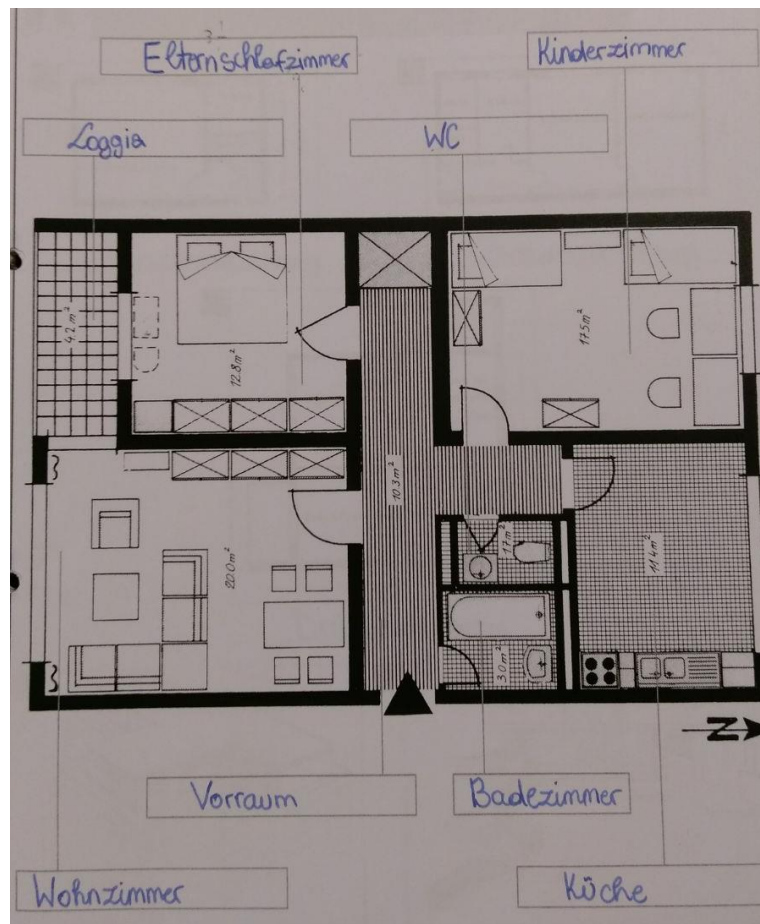 Elternschlafzimmer
Kinderzimmer
Loggia
WC
4.2 m²
12.8 m²
17.5 m²
10.3 m²
20.0 m²
1.7 m²
11.4 m²
3.0 m²
N
Vorraum
Badezimmer
Wohnzimmer
Küche